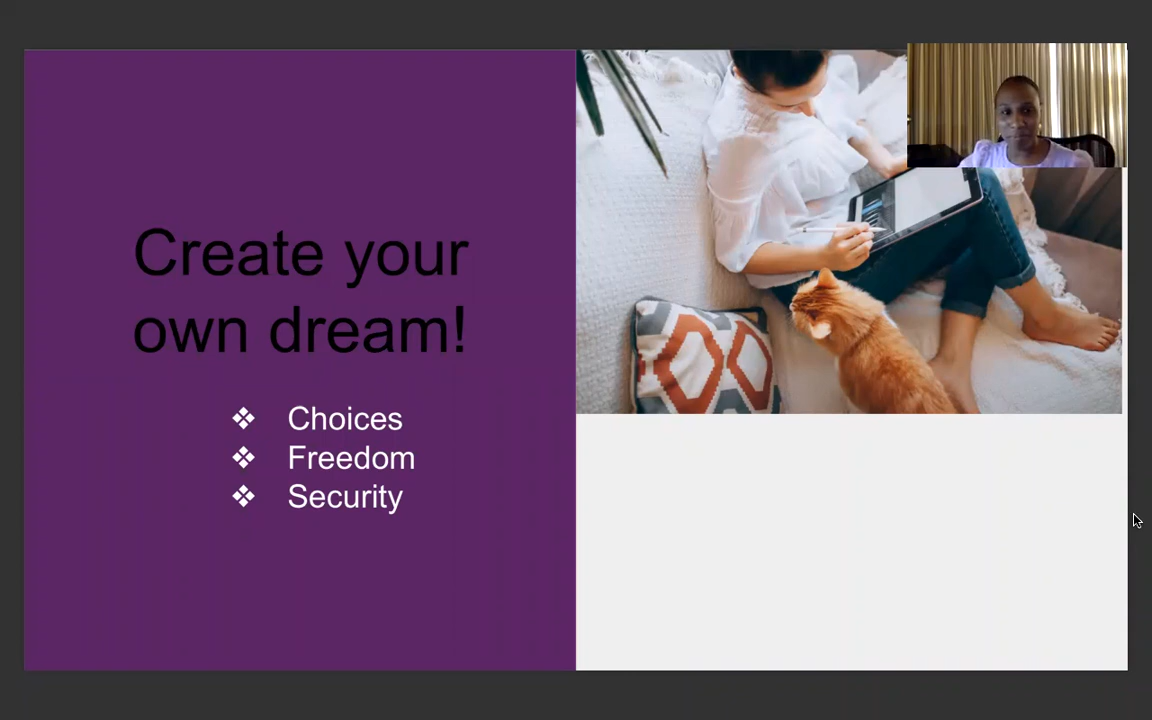 Create your
own dream!
❖ Choices
❖ Freedom
❖ Security